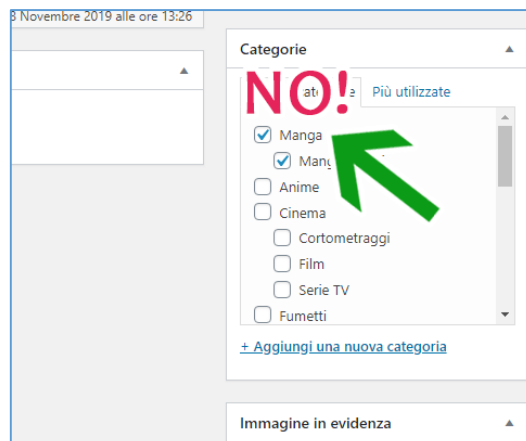 Novembre 2019 alle ore 13:26
Categorie
NO!
Più utilizzate
Manga
Anime
Cinema
Cortometraggi
Film
Serie TV
Fumetti
+ Aggiungi una nuova categoria
Immagine in evidenza